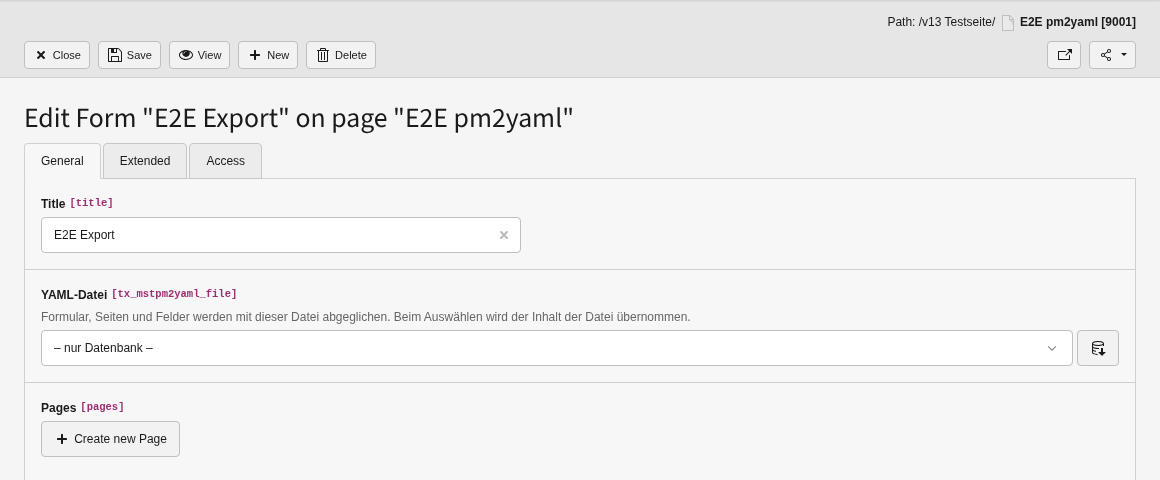 Path: /v13 Testseite/ E2E pm2yaml [9001]
Close Save View New Delete
Edit Form "E2E Export" on page "E2E pm2yaml"
General Extended Access
Title [title]
E2E Export
YAML-Datei [tx_mstpm2yaml_file]
Formular, Seiten und Felder werden mit dieser Datei abgeglichen. Beim Auswählen wird der Inhalt der Datei übernommen.
– nur Datenbank –
Pages [pages]
Create new Page